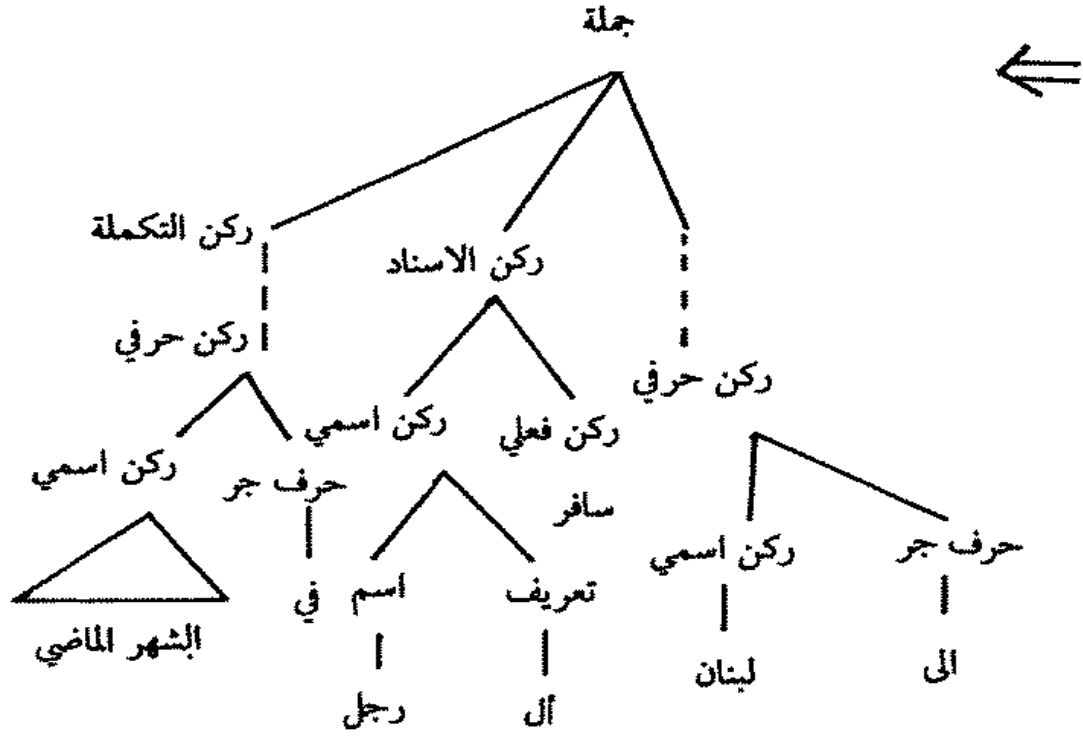 جملة
ركن التكملة
ركن الاسناد
ركن حرفي
ركن حرفي
ركن اسمي
ركن فعلي
ركن اسمي
حرف جر
سافر
حرف جر
ركن اسمي
تعريف
اسم
في
الشهر الماضي
الى
لبنان
أل
رجل